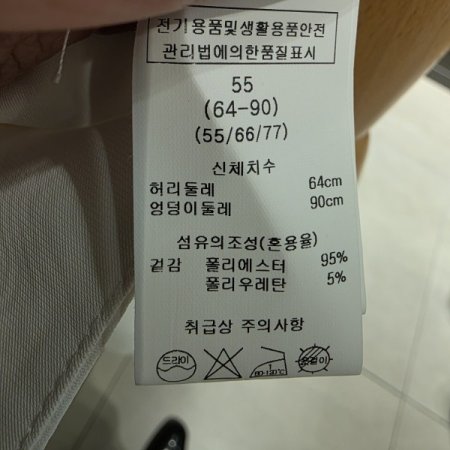 전기용품및생활용품안전
관리법에의한품질표시
55
(64-90)
(55/66/77)
신체치수
허리둘레 64cm
엉덩이둘레 90cm
섬유의조성(혼용율)
겉감 폴리에스터 95%
폴리우레탄 5%
취급상 주의사항
드라이